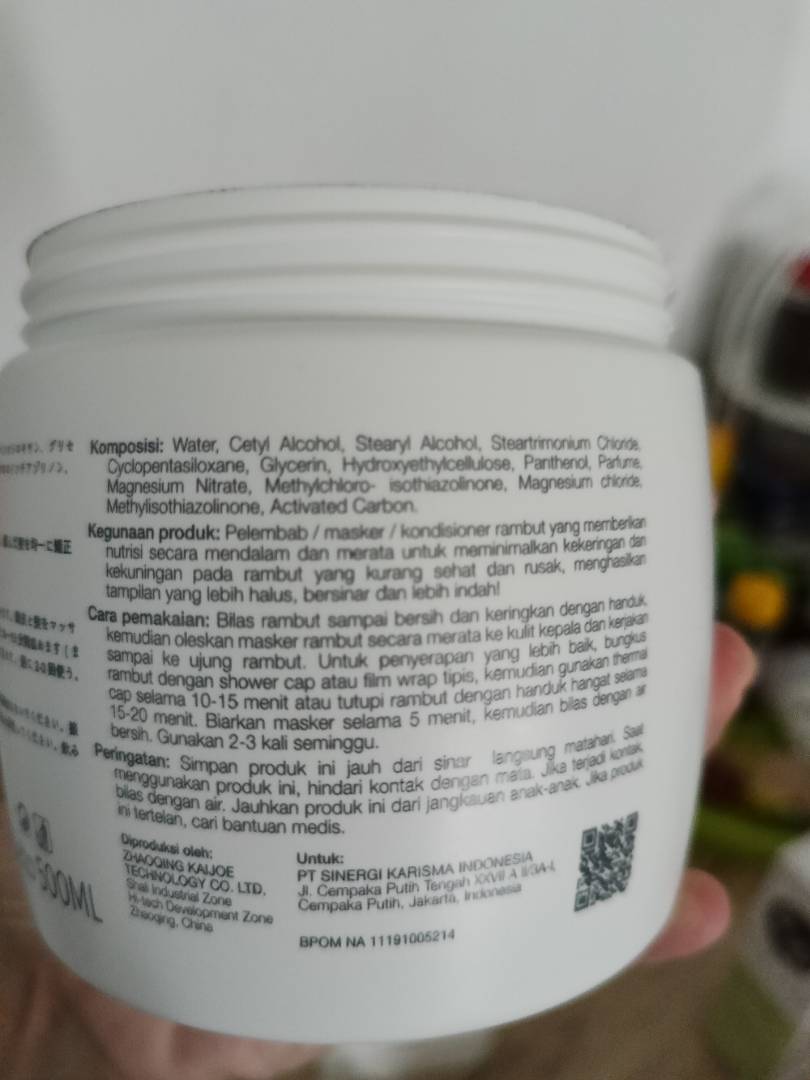 グリセ
Komposisi: Water, Cetyl Alcohol, Stearyl Alcohol, Steartrimonium Chloride,
Cyclopentasiloxane, Glycerin, Hydroxyethylcellulose, Panthenol, Parfume,
Magnesium Nitrate, Methylchloro- isothiazolinone, Magnesium chloride,
Methylisothiazolinone, Activated Carbon.
Kegunaan produk: Pelembab / masker / kondisioner rambut yang memberikan
nutrisi secara mendalam dan merata untuk meminimalkan kekeringan dan
kekuningan pada rambut yang kurang sehat dan rusak, menghasilkan
tampilan yang lebih halus, bersinar dan lebih indah!
Cara pemakaian: Bilas rambut sampai bersih dan keringkan dengan handuk,
kemudian oleskan masker rambut secara merata ke kulit kepala dan kerjakan
sampai ke ujung rambut. Untuk penyerapan yang lebih baik, bungkus
rambut dengan shower cap atau film wrap tipis, kemudian gunakan thermal
cap selama 10-15 menit atau tutupi rambut dengan handuk hangat selama
15-20 menit. Biarkan masker selama 5 menit, kemudian bilas dengan air
bersih. Gunakan 2-3 kali seminggu.
Peringatan: Simpan produk ini jauh dari sinar langsung matahari. Saat
menggunakan produk ini, hindari kontak dengan mata. Jika terjadi kontak,
bilas dengan air. Jauhkan produk ini dari jangkauan anak-anak. Jika produk
ini tertelan, cari bantuan medis.
500ML
Diproduksi oleh:
ZHAOQING KAIJOE
TECHNOLOGY CO. LTD.
Industrial Zone
Hi-tech Development Zone
Zhaoqing, China
Untuk:
PT SINERGI KARISMA INDONESIA
Jl. Cempaka Putih Tengah XXVII A II/3A-L
Cempaka Putih, Jakarta, Indonesia
BPOM NA 11191005214